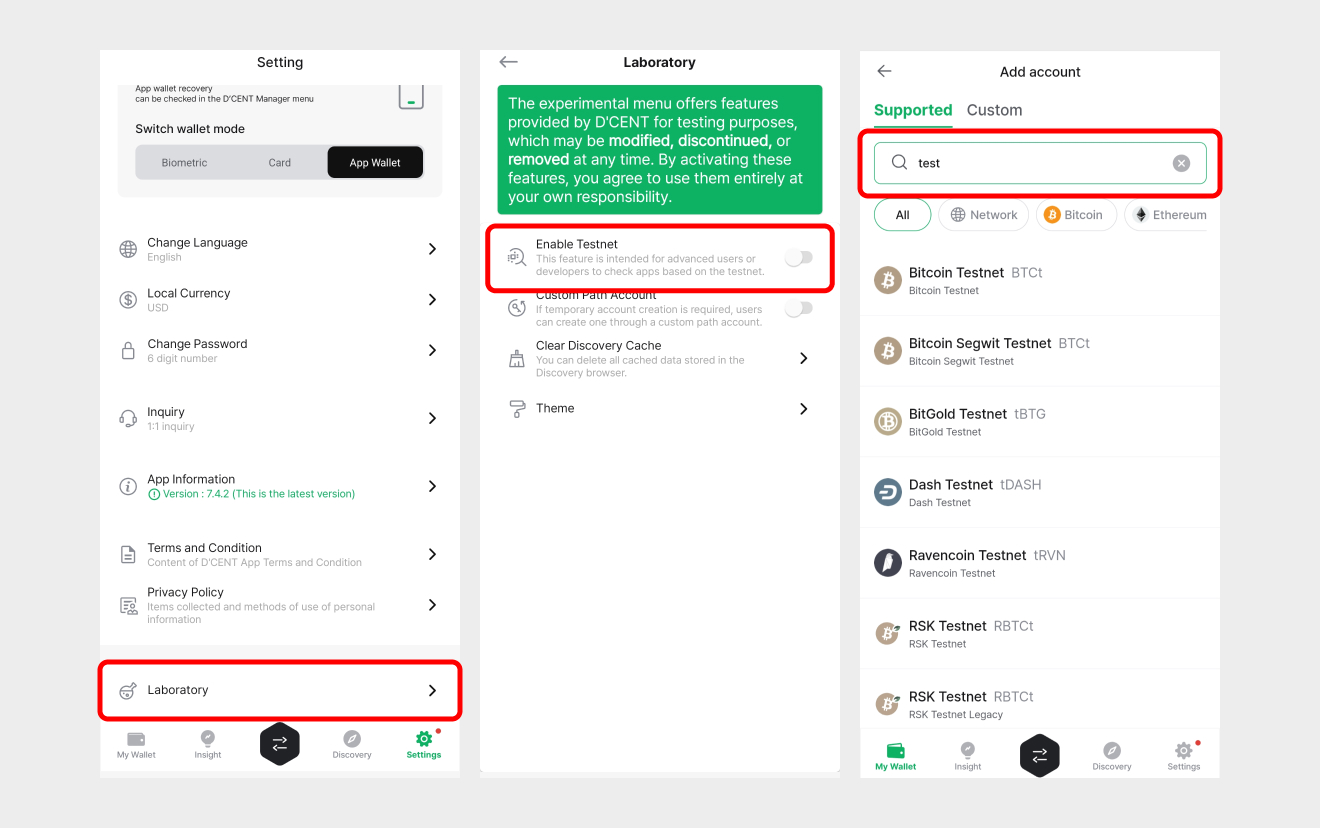 Setting
App wallet recovery
can be checked in the D'CENT Manager menu
Switch wallet mode
Biometric
Card
App Wallet
Change Language
English
Local Currency
USD
Change Password
6 digit number
Inquiry
1:1 inquiry
App Information
Version : 7.4.2 (This is the latest version)
Terms and Condition
Content of D'CENT App Terms and Condition
Privacy Policy
Items collected and methods of use of personal
information
Laboratory
My Wallet
Insight
Discovery
Settings
Laboratory
The experimental menu offers features
provided by D'CENT for testing purposes,
which may be modified, discontinued, or
removed at any time. By activating these
features, you agree to use them entirely at
your own responsibility.
Enable Testnet
This feature is intended for advanced users or
developers to check apps based on the testnet.
Custom Path Account
If temporary account creation is required, users
can create one through a custom path account.
Clear Discovery Cache
You can delete all cached data stored in the
Discovery browser.
Theme
Add account
Supported
Custom
test
All
Network
Bitcoin
Ethereum
Bitcoin Testnet BTCt
Bitcoin Testnet
Bitcoin Segwit Testnet BTCt
Bitcoin Segwit Testnet
BitGold Testnet tBTG
BitGold Testnet
Dash Testnet tDASH
Dash Testnet
Ravencoin Testnet tRVN
Ravencoin Testnet
RSK Testnet RBTCt
RSK Testnet
RSK Testnet RBTCt
RSK Testnet Legacy
My Wallet
Insight
Discovery
Settings